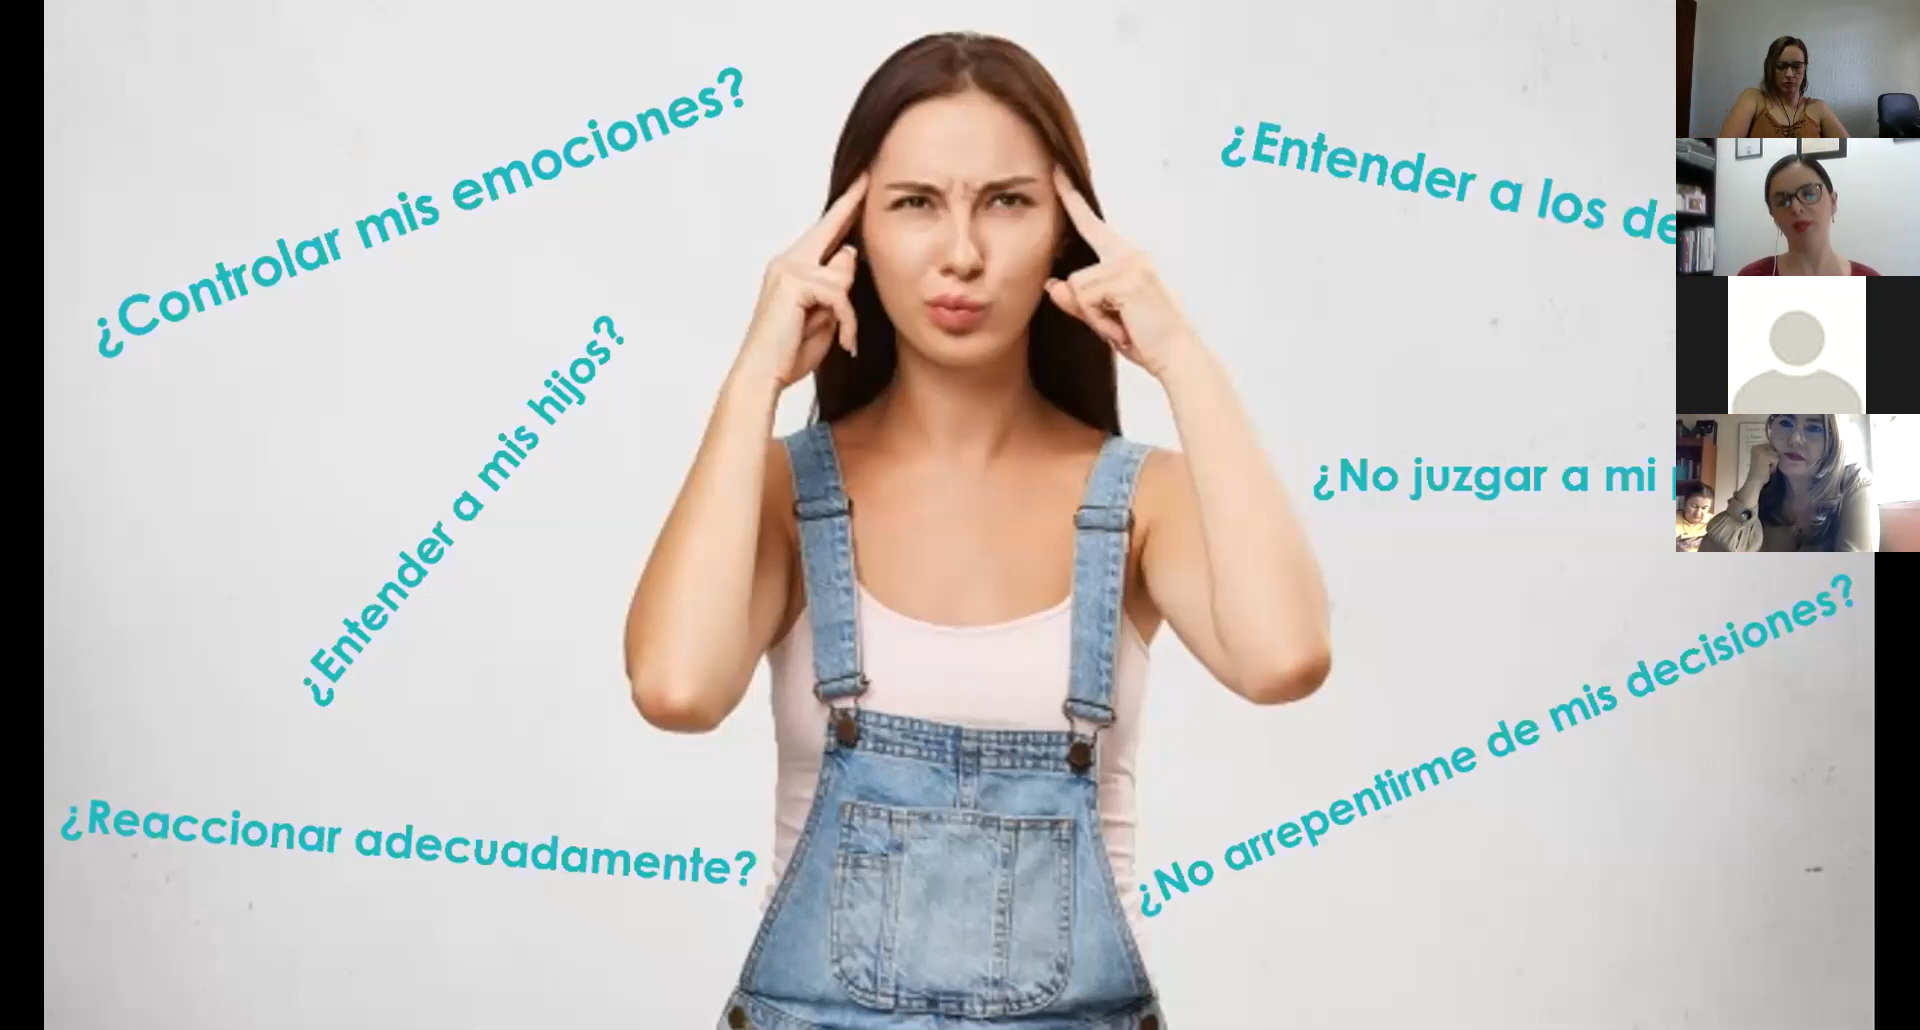 ¿Controlar mis emociones?
¿Entender a los de
¿Entender a mis hijos?
¿No juzgar a mi
¿Reaccionar adecuadamente?
¿No arrepentirme de mis decisiones?